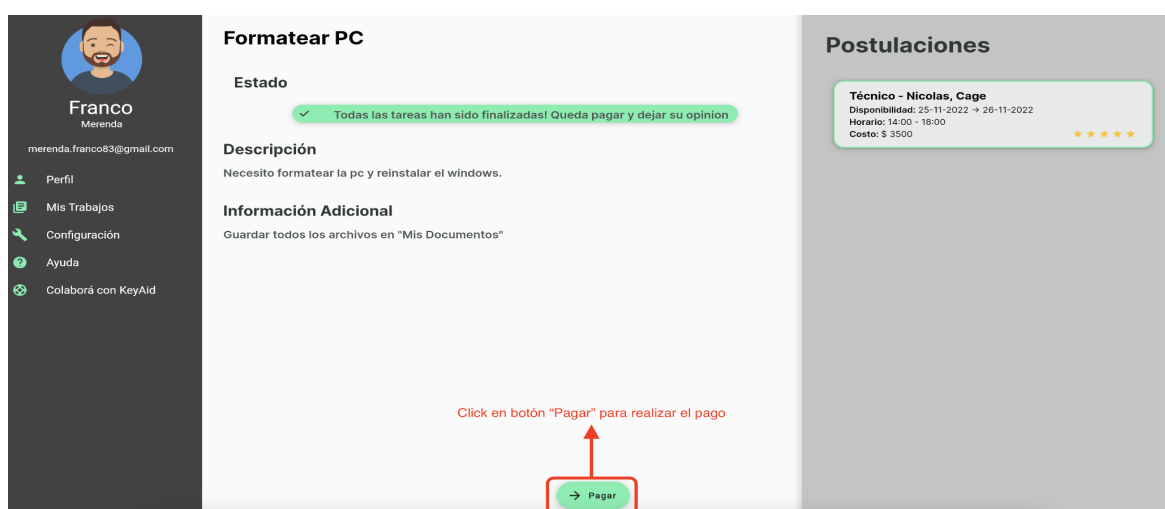 Franco
Merenda
merenda.franco83@gmail.com
Perfil
Mis Trabajos
Configuración
Ayuda
Colaborá con KeyAid
Formatear PC
Estado
Todas las tareas han sido finalizadas! Queda pagar y dejar su opinion
Descripción
Necesito formatear la pc y reinstalar el windows.
Información Adicional
Guardar todos los archivos en "Mis Documentos"
Click en botón “Pagar” para realizar el pago
Pagar
Postulaciones
Técnico - Nicolas, Cage
Disponibilidad: 25-11-2022 → 26-11-2022
Horario: 14:00 - 18:00
Costo: $ 3500